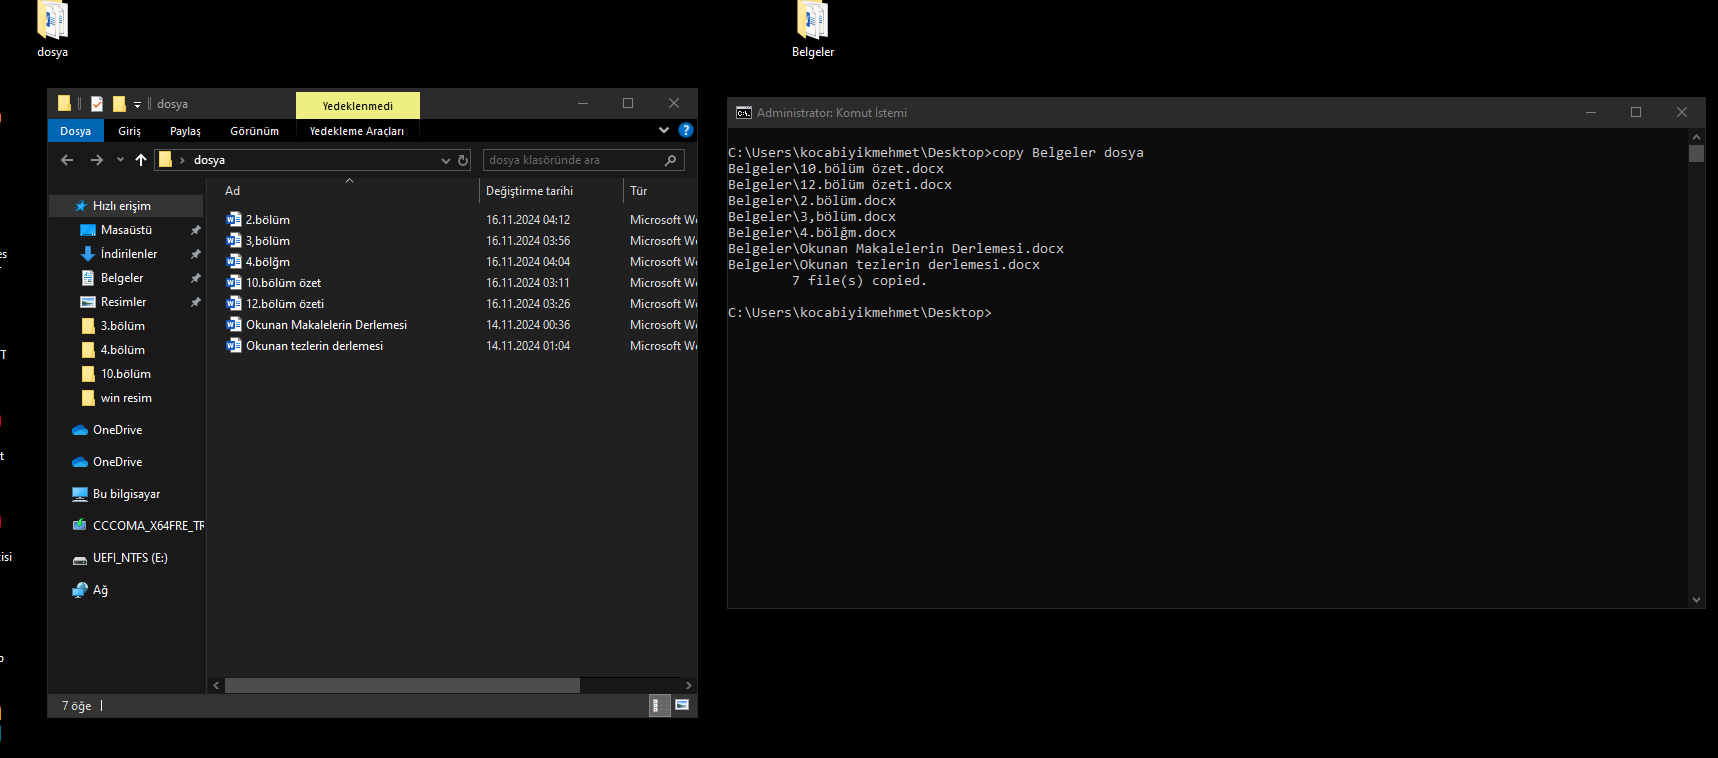 dosya
Belgeler
dosya
Yedeklenmedi
Dosya
Giriş
Paylaş
Görünüm
Yedekleme Araçları
dosya
dosya klasöründe ara
Ad
Değiştirme tarihi
Tür
Hızlı erişim
Masaüstü
İndirilenler
Belgeler
Resimler
3.bölüm
4.bölüm
10.bölüm
win resim
OneDrive
OneDrive
Bu bilgisayar
CCCOMA_X64FRE_TR
UEFI_NTFS (E:)
Ağ
2.bölüm 16.11.2024 04:12 Microsoft We
3,bölüm 16.11.2024 03:56 Microsoft We
4.bölğm 16.11.2024 04:04 Microsoft We
10.bölüm özet 16.11.2024 03:11 Microsoft We
12.bölüm özeti 16.11.2024 03:26 Microsoft We
Okunan Makalelerin Derlemesi 14.11.2024 00:36 Microsoft We
Okunan tezlerin derlemesi 14.11.2024 01:04 Microsoft We
7 öğe
Administrator: Komut İstemi
C:\Users\kocabiyikmehmet\Desktop>copy Belgeler dosya
Belgeler\10.bölüm özet.docx
Belgeler\12.bölüm özeti.docx
Belgeler\2.bölüm.docx
Belgeler\3,bölüm.docx
Belgeler\4.bölğm.docx
Belgeler\Okunan Makalelerin Derlemesi.docx
Belgeler\Okunan tezlerin derlemesi.docx
7 file(s) copied.
C:\Users\kocabiyikmehmet\Desktop>